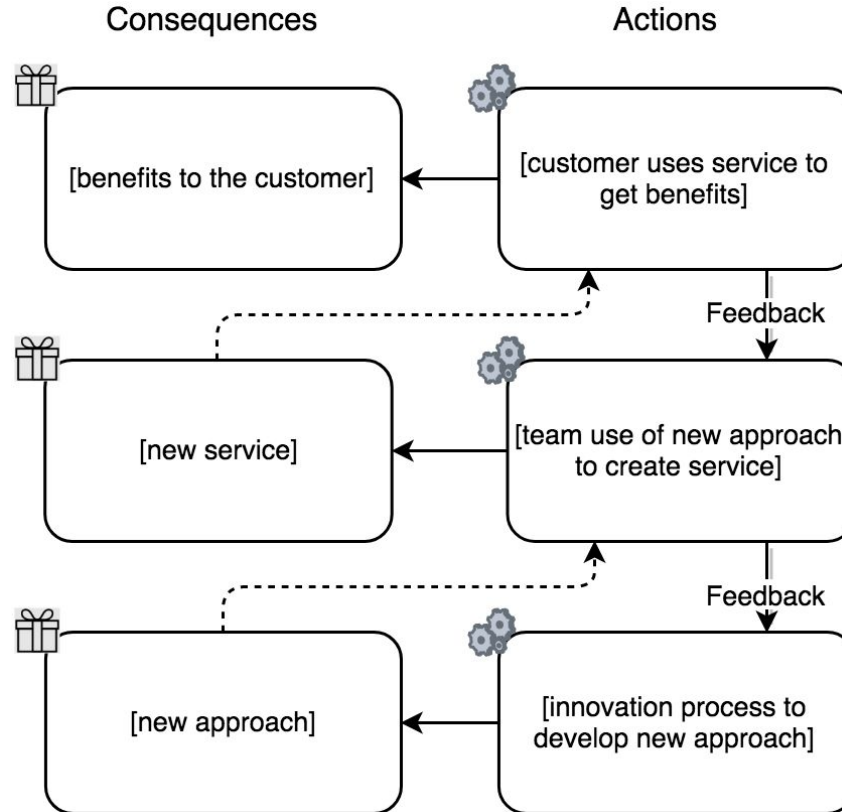 Consequences
Actions
[benefits to the customer]
[customer uses service to
get benefits]
Feedback
[new service]
[team use of new approach
to create service]
Feedback
[new approach]
[innovation process to
develop new approach]